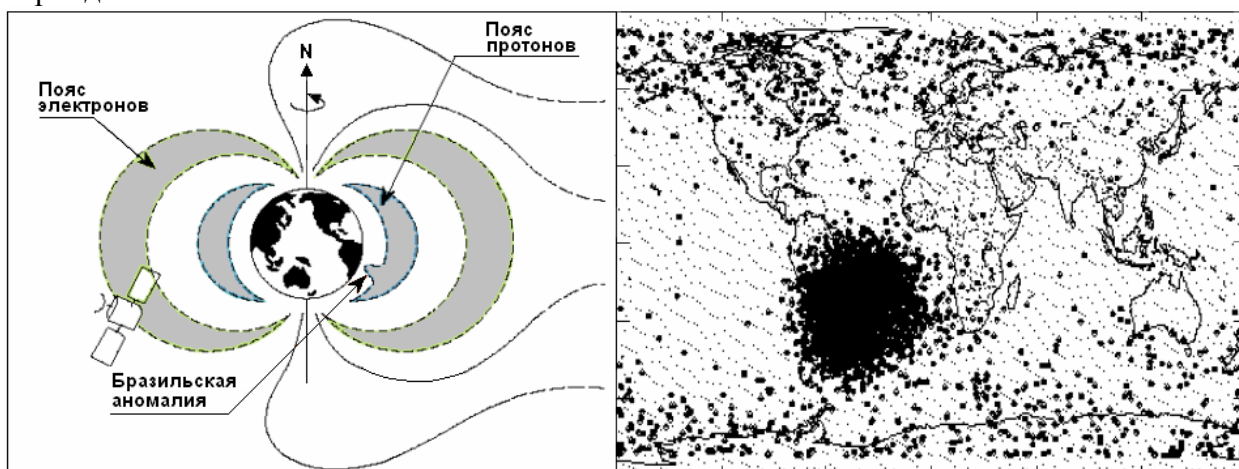 Пояс
протонов
N
Пояс
электронов
Бразильская
аномалия